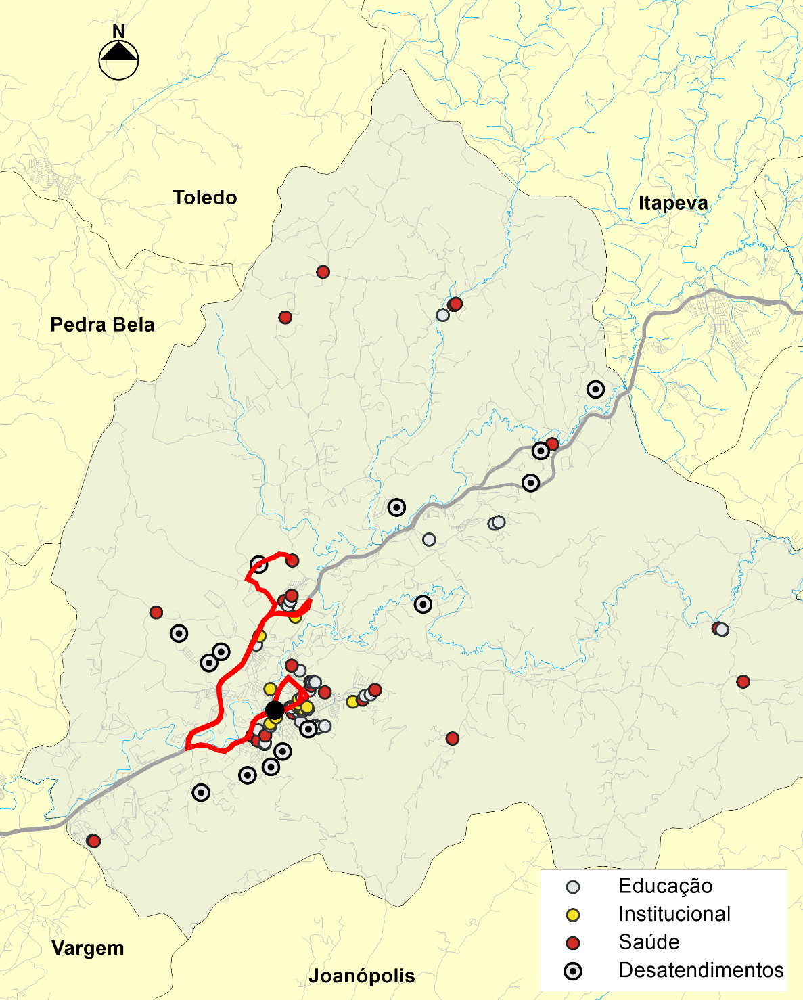 N
Toledo
Itapeva
Pedra Bela
Educação
Institucional
Saúde
Desatendimentos
Vargem
Joanópolis